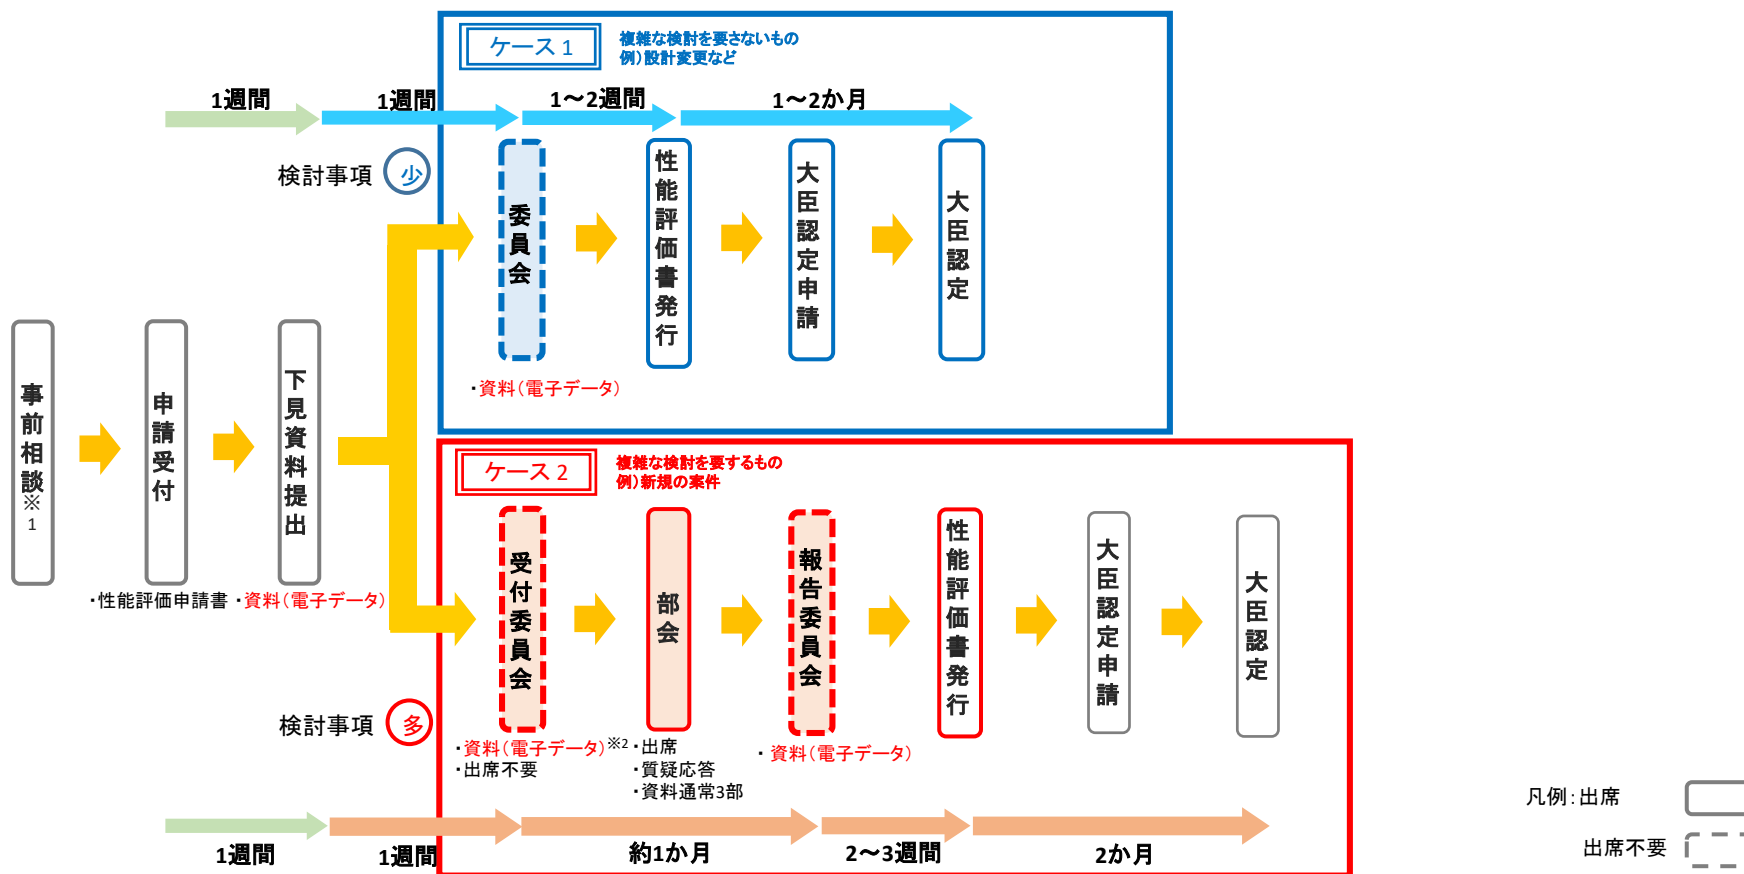 ケース 1
複雑な検討を要さないもの
例）設計変更など
1週間
1週間
1～2週間
1～2か月
検討事項 少
委員会
性能評価書発行
大臣認定申請
大臣認定
・資料（電子データ）
事前相談※1
申請受付
下見資料提出
・性能評価申請書
・資料（電子データ）
ケース 2
複雑な検討を要するもの
例）新規の案件
受付委員会
部会
報告委員会
性能評価書発行
大臣認定申請
大臣認定
検討事項 多
・資料（電子データ）※2
・出席不要
・出席
・質疑応答
・資料通常3部
・資料（電子データ）
1週間
1週間
約1か月
2～3週間
2か月
凡例：出席
出席不要